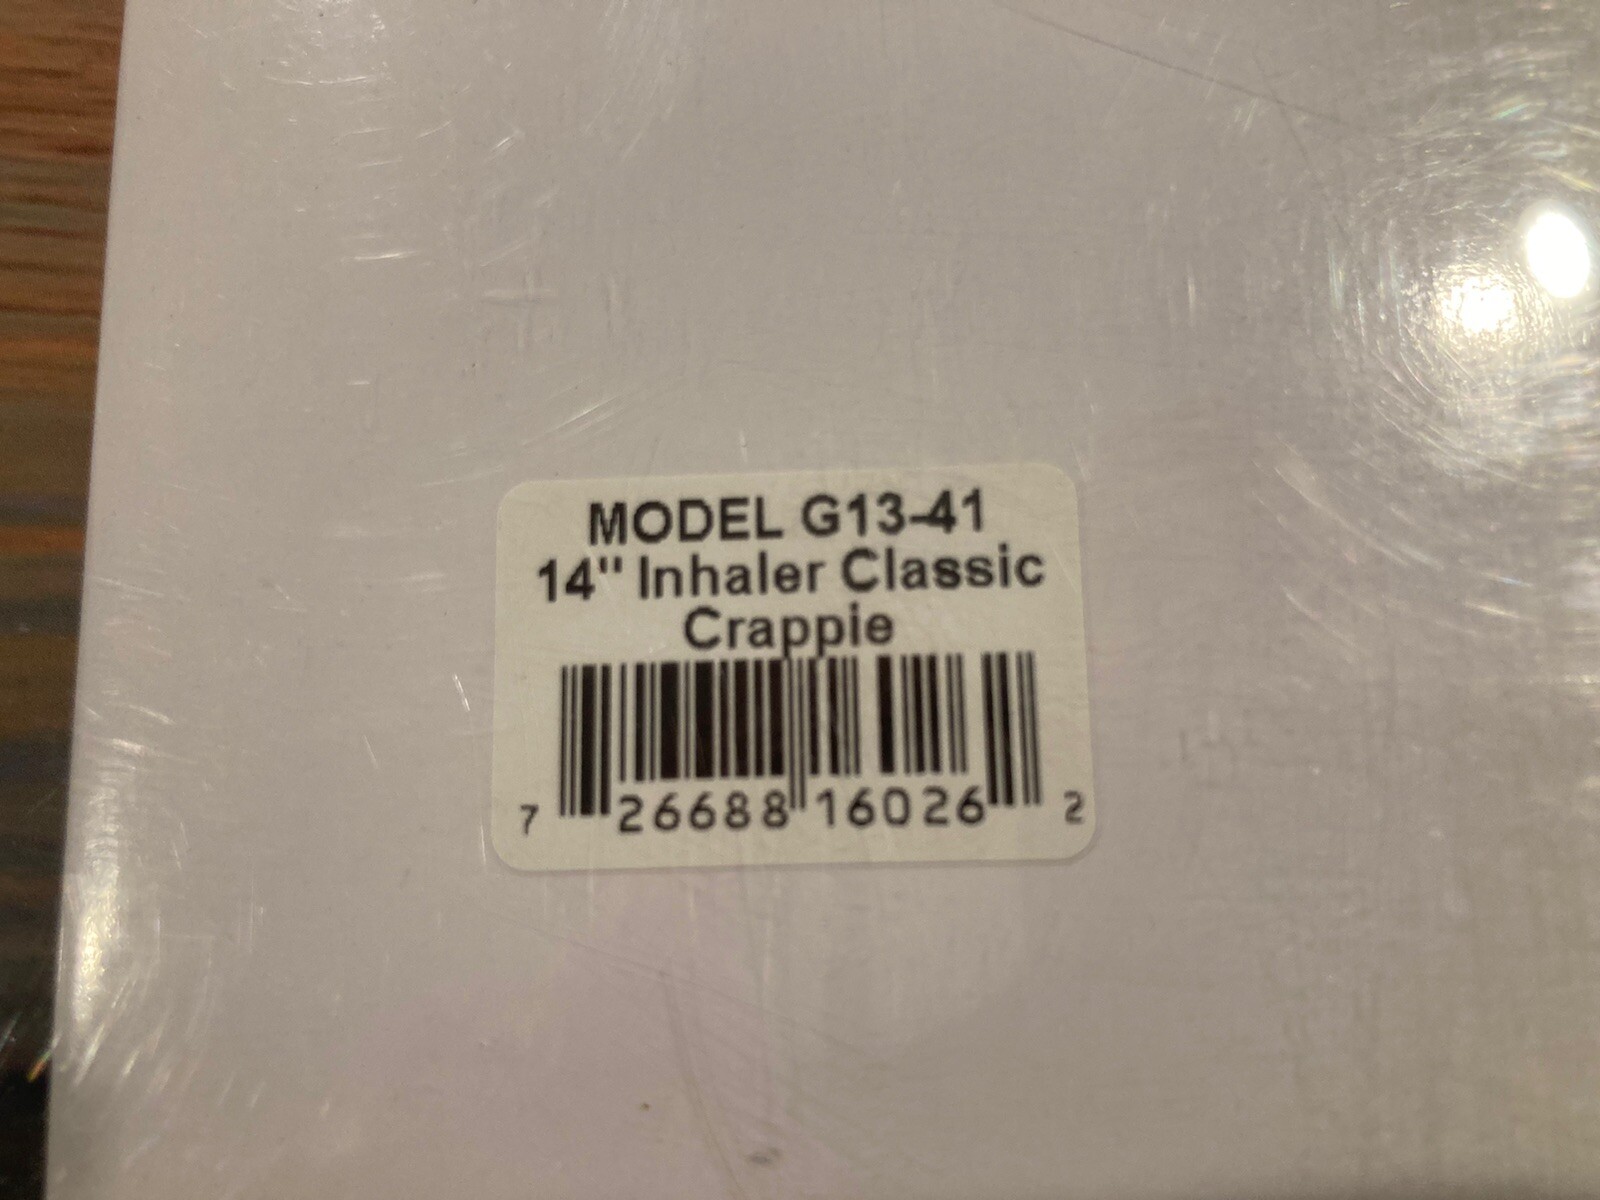 MODEL G13-41
14" Inhaler Classic
Crappie
7 26688 16026 2